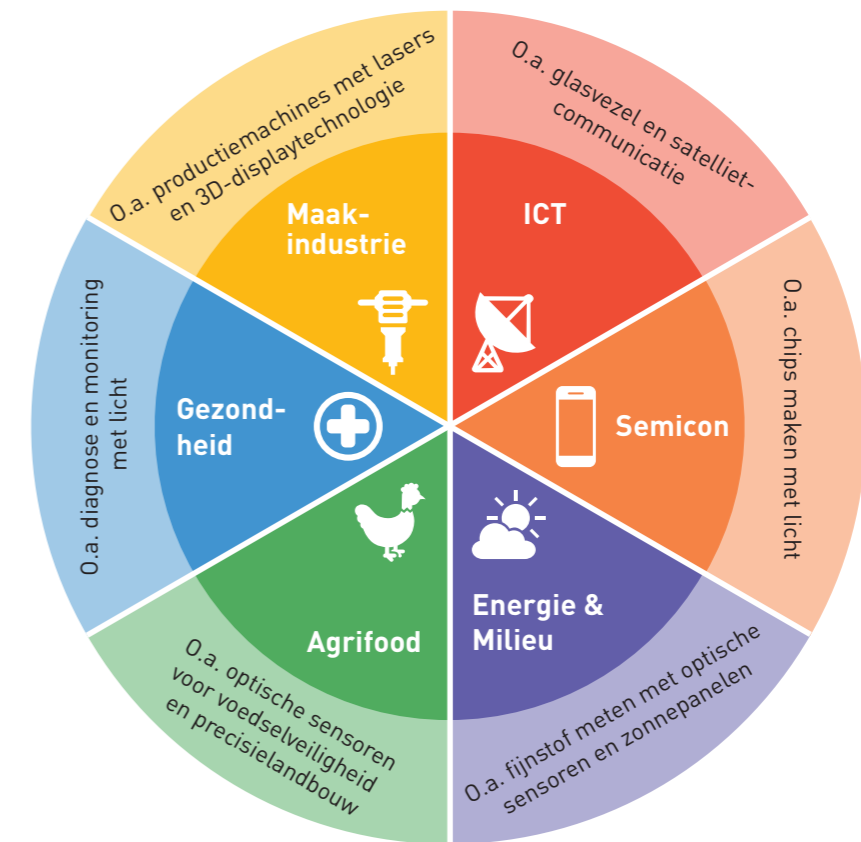 O.a. productiemachines met lasers
en 3D-displaytechnologie
Maak-
industrie
O.a. glasvezel en satelliet-
communicatie
ICT
O.a. chips maken met licht
Semicon
O.a. fijnstof meten met optische
sensoren en zonnepanelen
Energie &
Milieu
O.a. optische sensoren
voor voedselveiligheid
en precisielandbouw
Agrifood
O.a. diagnose en monitoring
met licht
Gezond-
heid